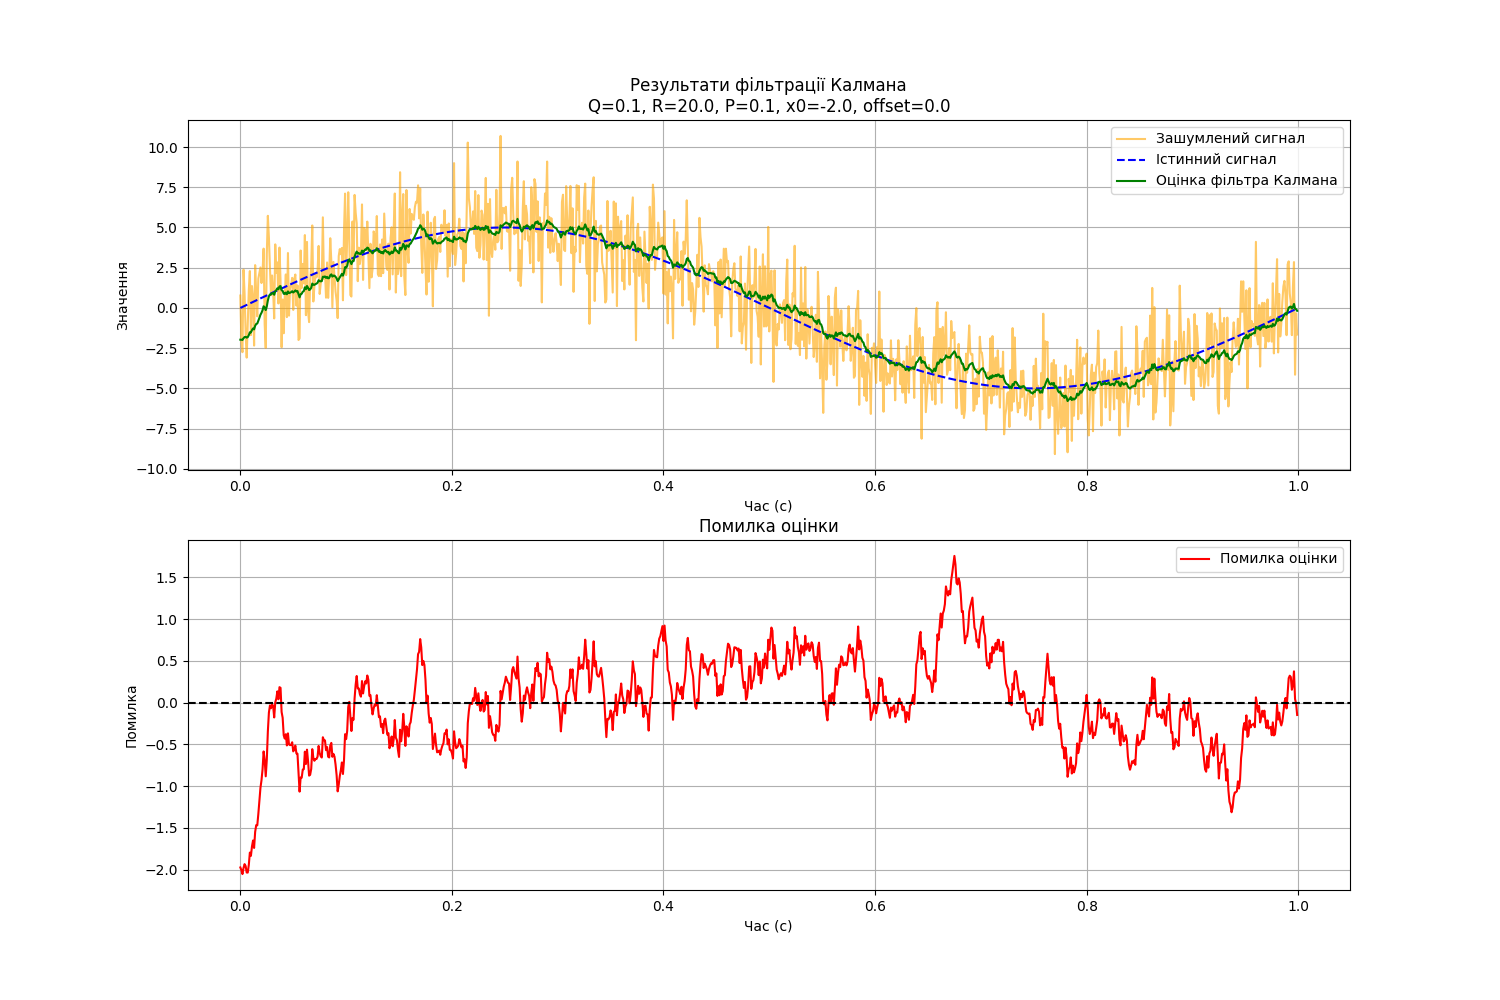 Результати фільтрації Калмана
Q=0.1, R=20.0, P=0.1, x0=-2.0, offset=0.0
Зашумлений сигнал
Істинний сигнал
Оцінка фільтра Калмана
Значення
10.0
7.5
5.0
2.5
0.0
−2.5
−5.0
−7.5
−10.0
0.0 0.2 0.4 0.6 0.8 1.0
Час (с)
Помилка оцінки
Помилка оцінки
Помилка
1.5
1.0
0.5
0.0
−0.5
−1.0
−1.5
−2.0
0.0 0.2 0.4 0.6 0.8 1.0
Час (с)